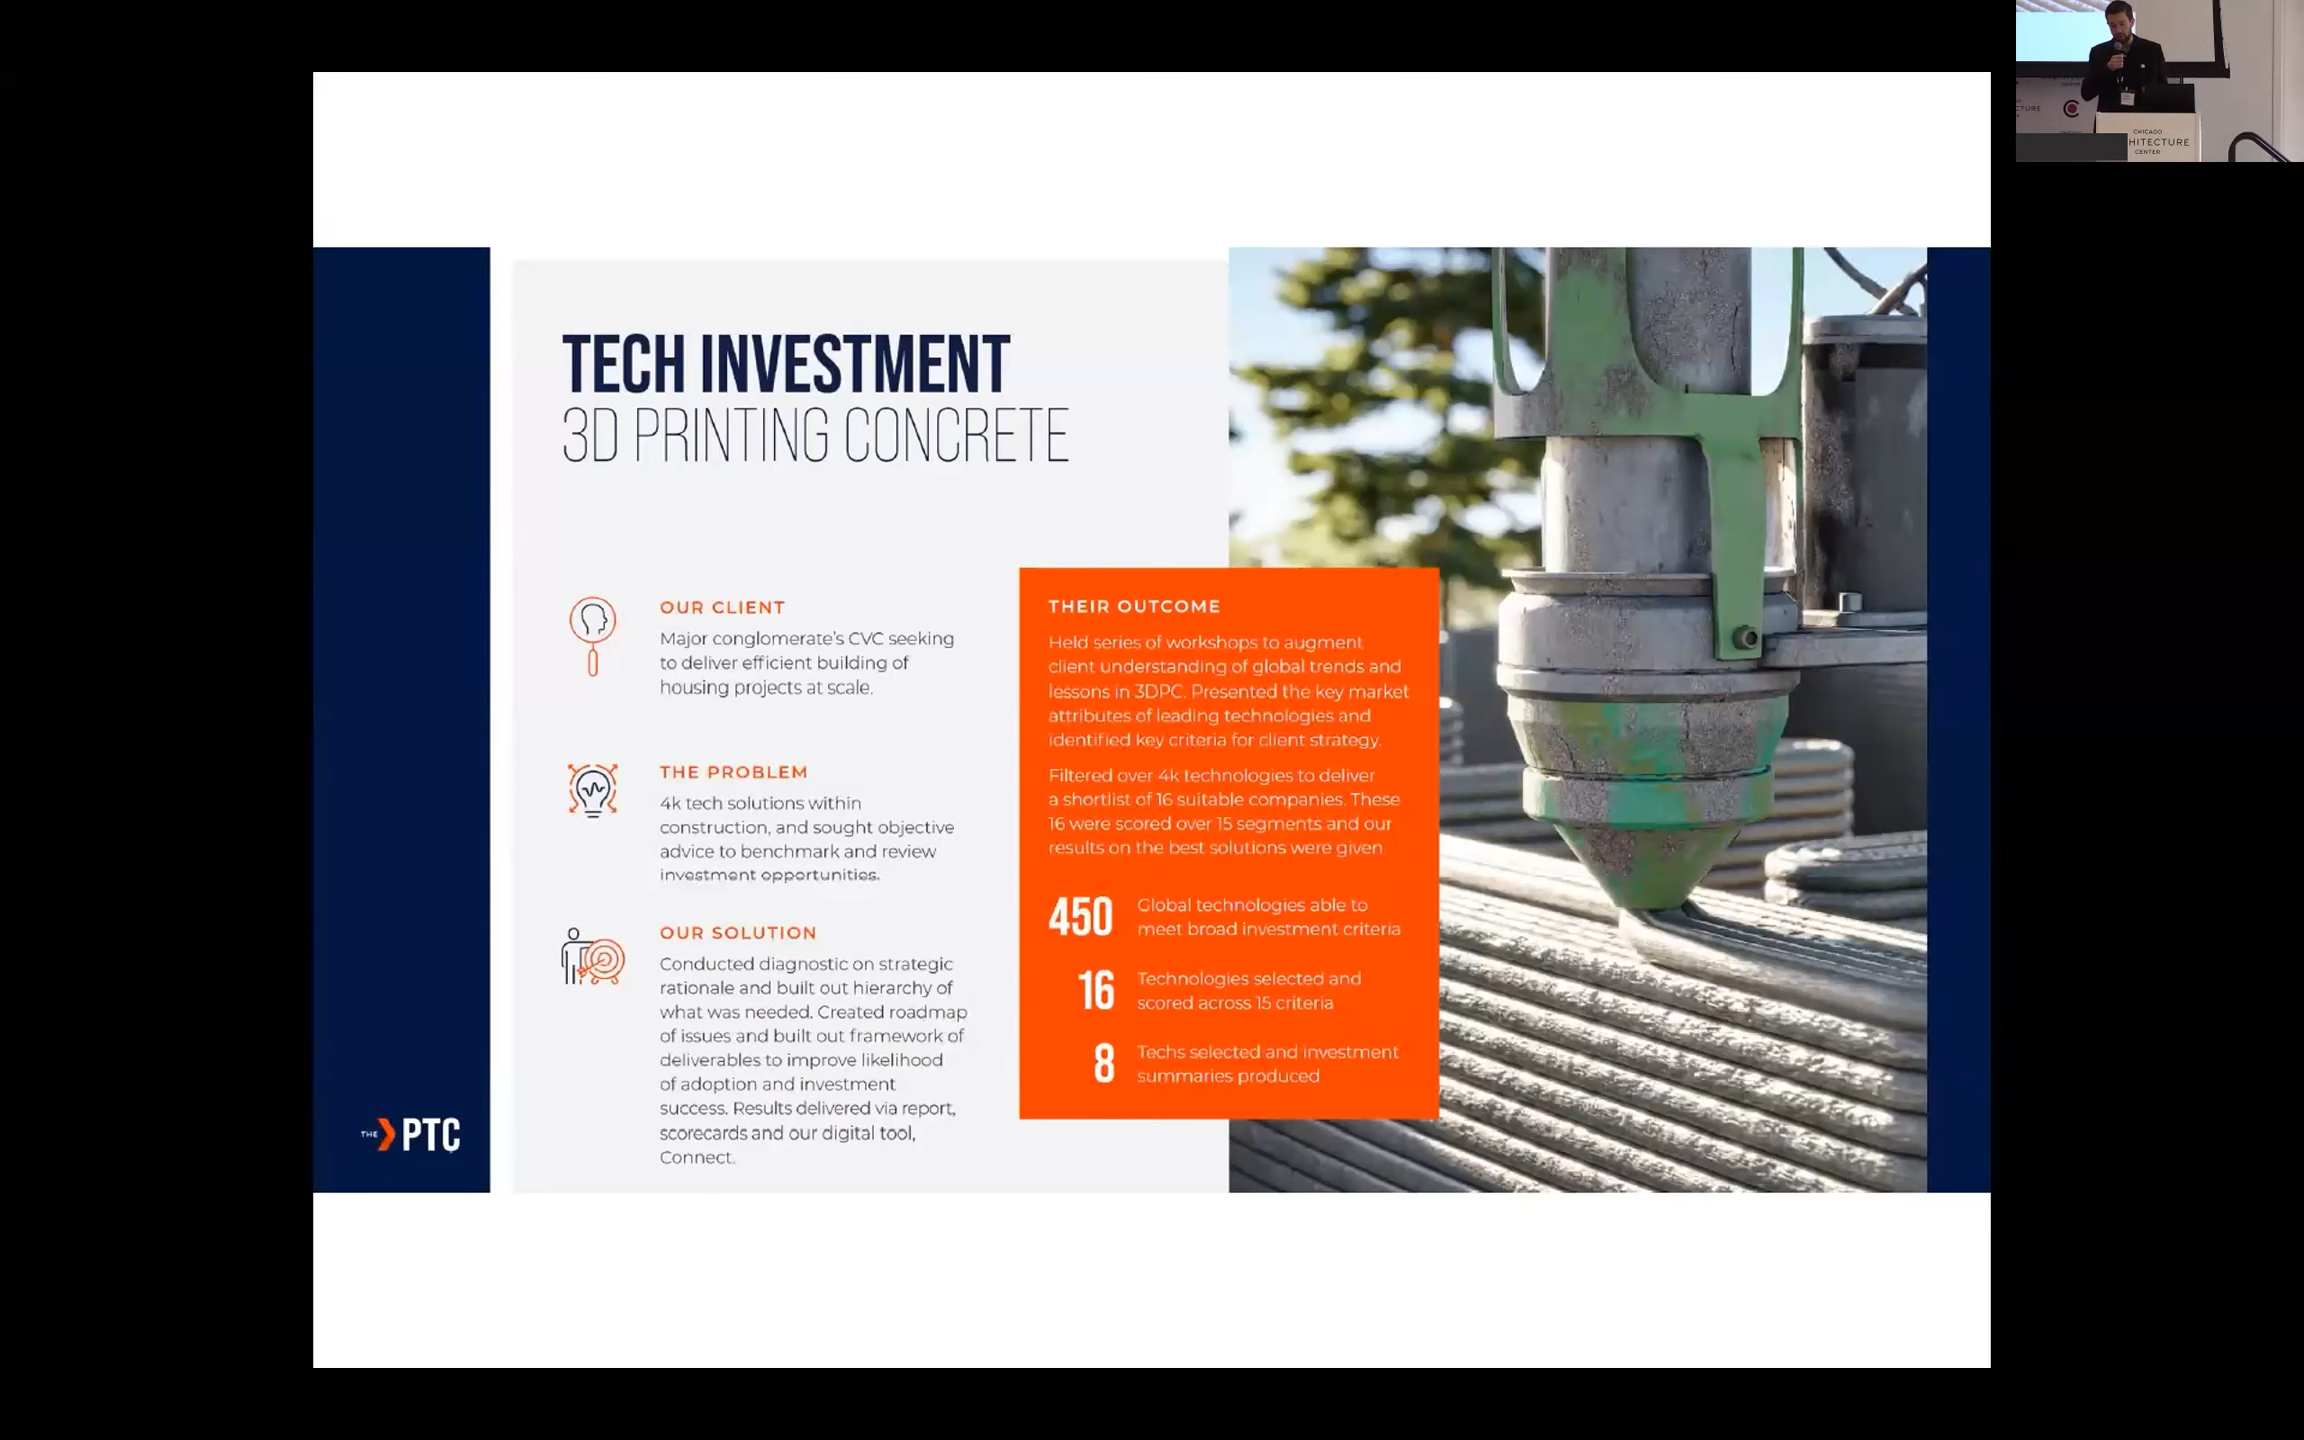 TECH INVESTMENT
3D PRINTING CONCRETE
OUR CLIENT
Major conglomerate's CVC seeking
to deliver efficient building of
housing projects at scale.
THE PROBLEM
4k tech solutions within
construction, and sought objective
advice to benchmark and review
investment opportunities.
OUR SOLUTION
Conducted diagnostic on strategic
rationale and built out hierarchy of
what was needed. Created roadmap
of issues and built out framework of
deliverables to improve likelihood
of adoption and investment
success. Results delivered via report,
scorecards and our digital tool,
Connect.
THEIR OUTCOME
Held series of workshops to augment
client understanding of global trends and
lessons in 3DPC. Presented the key market
attributes of leading technologies and
identified key criteria for client strategy.
Filtered over 4k technologies to deliver
a shortlist of 16 suitable companies. These
16 were scored over 15 segments and our
results on the best solutions were given
450 Global technologies able to
meet broad investment criteria
16 Technologies selected and
scored across 15 criteria
8 Techs selected and investment
summaries produced
THE PTC
CHICAGO
HITECTURE
CENTER
CTURE